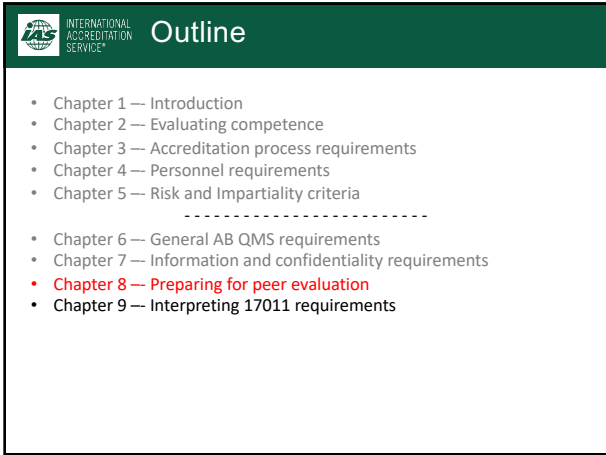 IAS
INTERNATIONAL
ACCREDITATION
SERVICE®
Outline
• Chapter 1 –- Introduction
• Chapter 2 –- Evaluating competence
• Chapter 3 –- Accreditation process requirements
• Chapter 4 –- Personnel requirements
• Chapter 5 –- Risk and Impartiality criteria
- - - - - - - - - - - - - - - - - - - - - - - - - -
• Chapter 6 –- General AB QMS requirements
• Chapter 7 –- Information and confidentiality requirements
• Chapter 8 –- Preparing for peer evaluation
• Chapter 9 –- Interpreting 17011 requirements